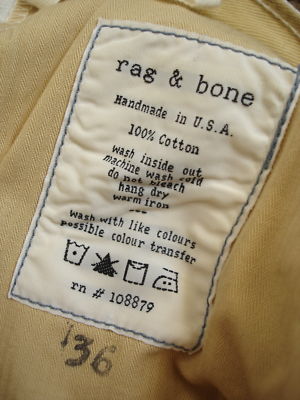 rag & bone
Handmade in U.S.A.
100% Cotton
wash inside out
machine wash cold
do not bleach
hang dry
warm iron
---
wash with like colours
possible colour transfer
rn # 108879
36